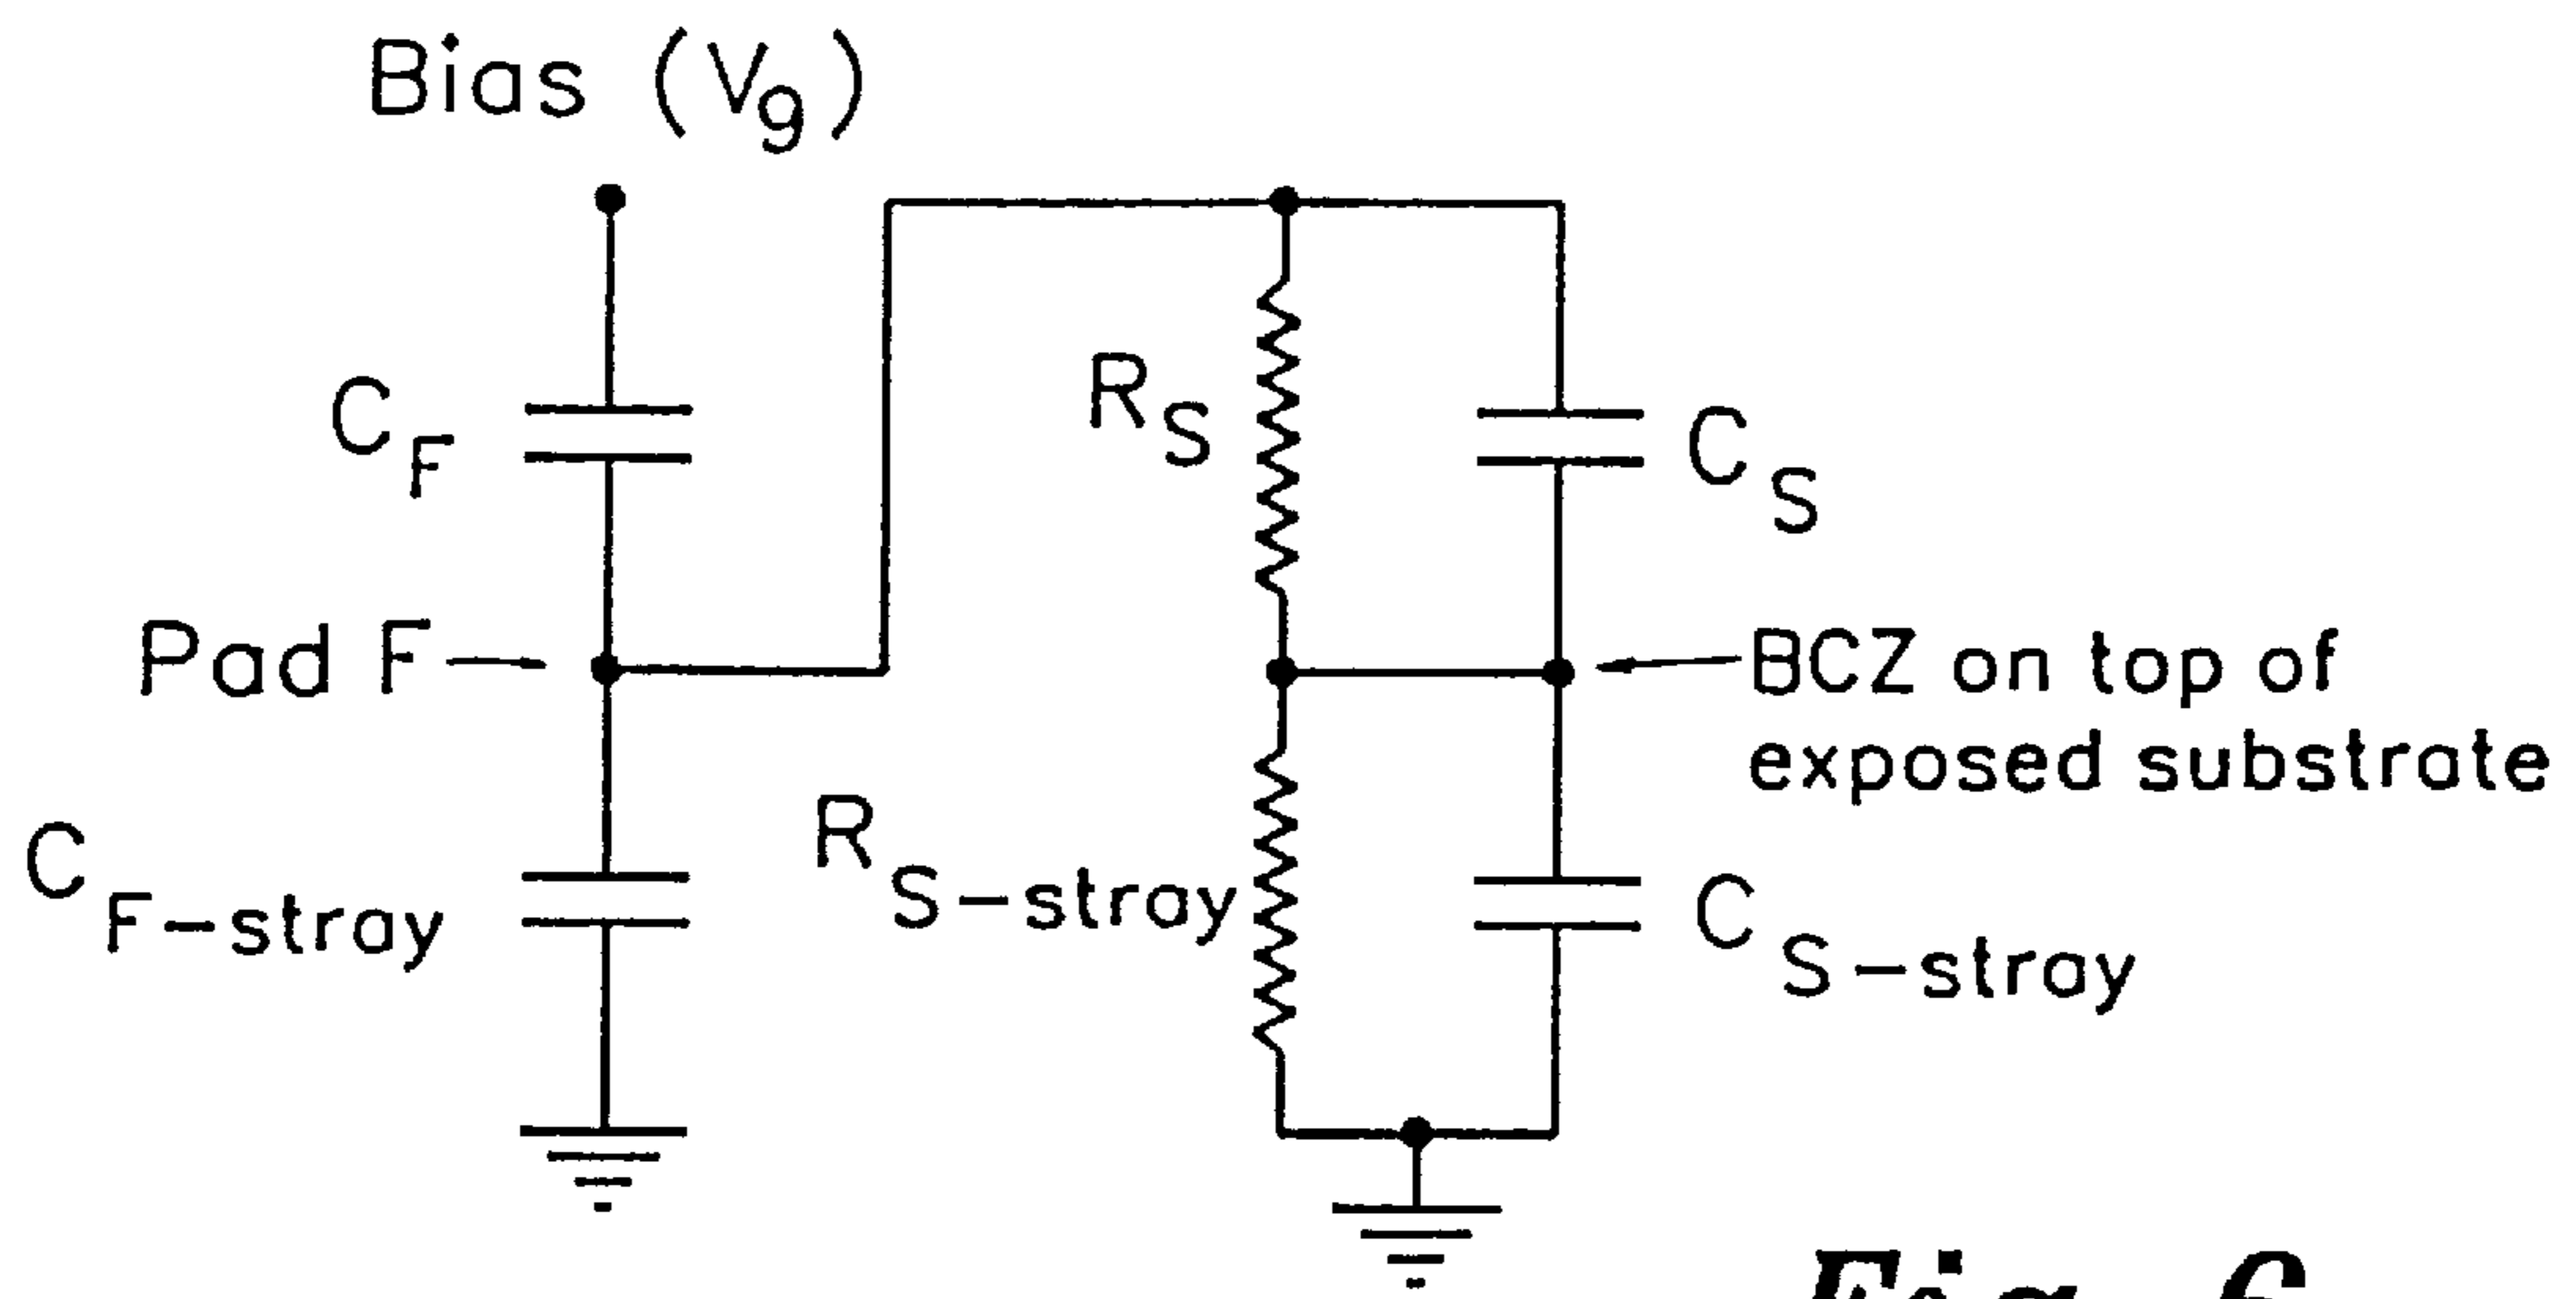 Bias (Vg)
CF
RS
CS
Pad F
BCZ on top of
exposed substrate
CF-stray
RS-stray
CS-stray